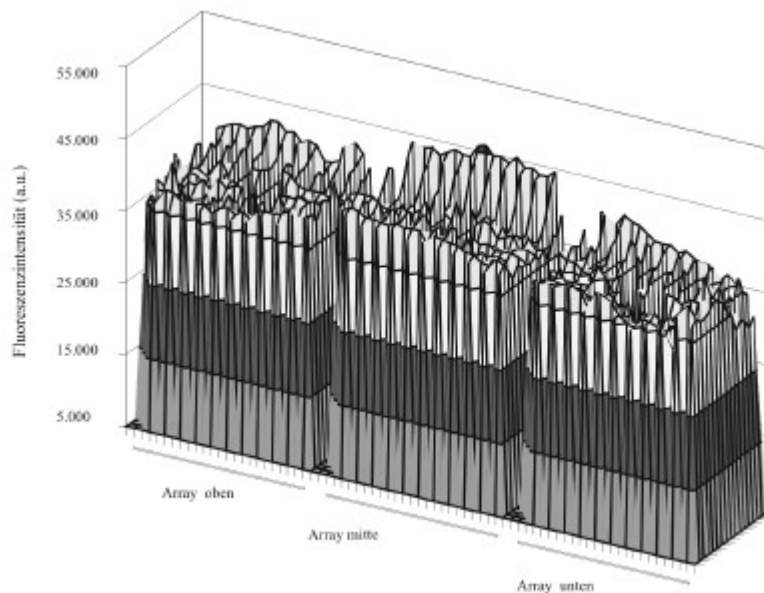 55.000
45.000
35.000
25.000
15.000
5.000
Fluoreszenzintensität (a.u.)
Array oben
Array mitte
Array unten